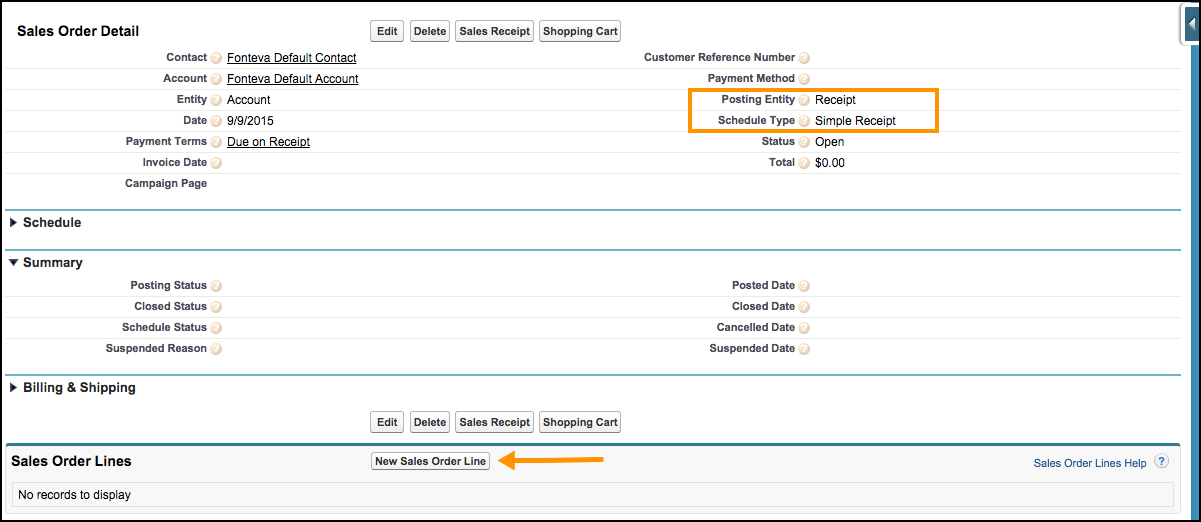 Sales Order Detail
Edit Delete Sales Receipt Shopping Cart
Contact ? Fonteva Default Contact
Customer Reference Number ?
Account ? Fonteva Default Account
Payment Method ?
Entity ? Account
Posting Entity ? Receipt
Date ? 9/9/2015
Schedule Type ? Simple Receipt
Payment Terms ? Due on Receipt
Status ? Open
Invoice Date ?
Total ? $0.00
Campaign Page
Schedule
Summary
Posting Status ?
Posted Date ?
Closed Status ?
Closed Date ?
Schedule Status ?
Cancelled Date ?
Suspended Reason ?
Suspended Date ?
Billing & Shipping
Edit Delete Sales Receipt Shopping Cart
Sales Order Lines
New Sales Order Line
Sales Order Lines Help ?
No records to display